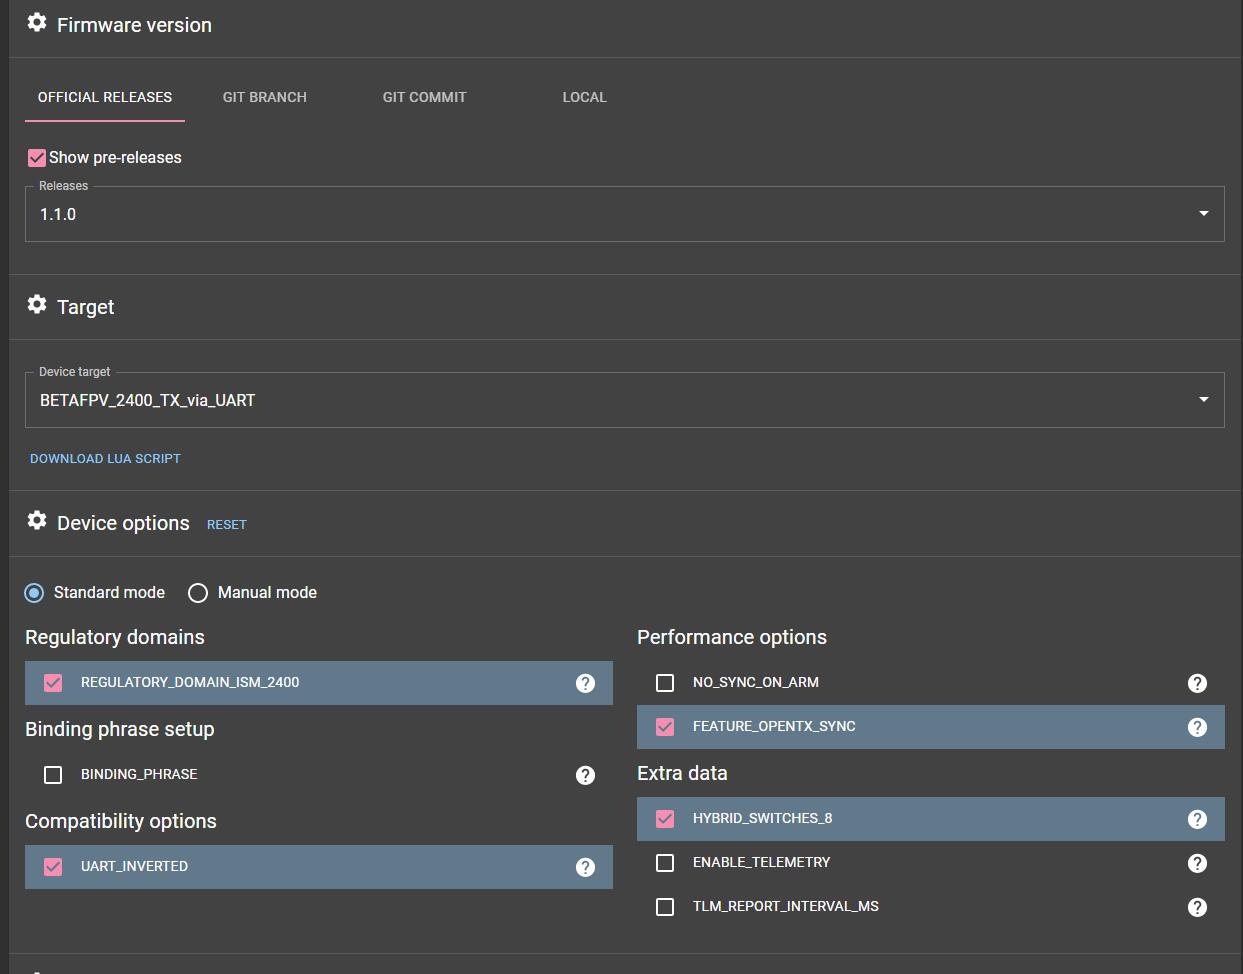 Firmware version
OFFICIAL RELEASES GIT BRANCH GIT COMMIT LOCAL
Show pre-releases
Releases
1.1.0
Target
Device target
BETAFPV_2400_TX_via_UART
DOWNLOAD LUA SCRIPT
Device options RESET
Standard mode Manual mode
Regulatory domains
REGULATORY_DOMAIN_ISM_2400 ?
Binding phrase setup
BINDING_PHRASE ?
Compatibility options
UART_INVERTED ?
Performance options
NO_SYNC_ON_ARM ?
FEATURE_OPENTX_SYNC ?
Extra data
HYBRID_SWITCHES_8 ?
ENABLE_TELEMETRY ?
TLM_REPORT_INTERVAL_MS ?